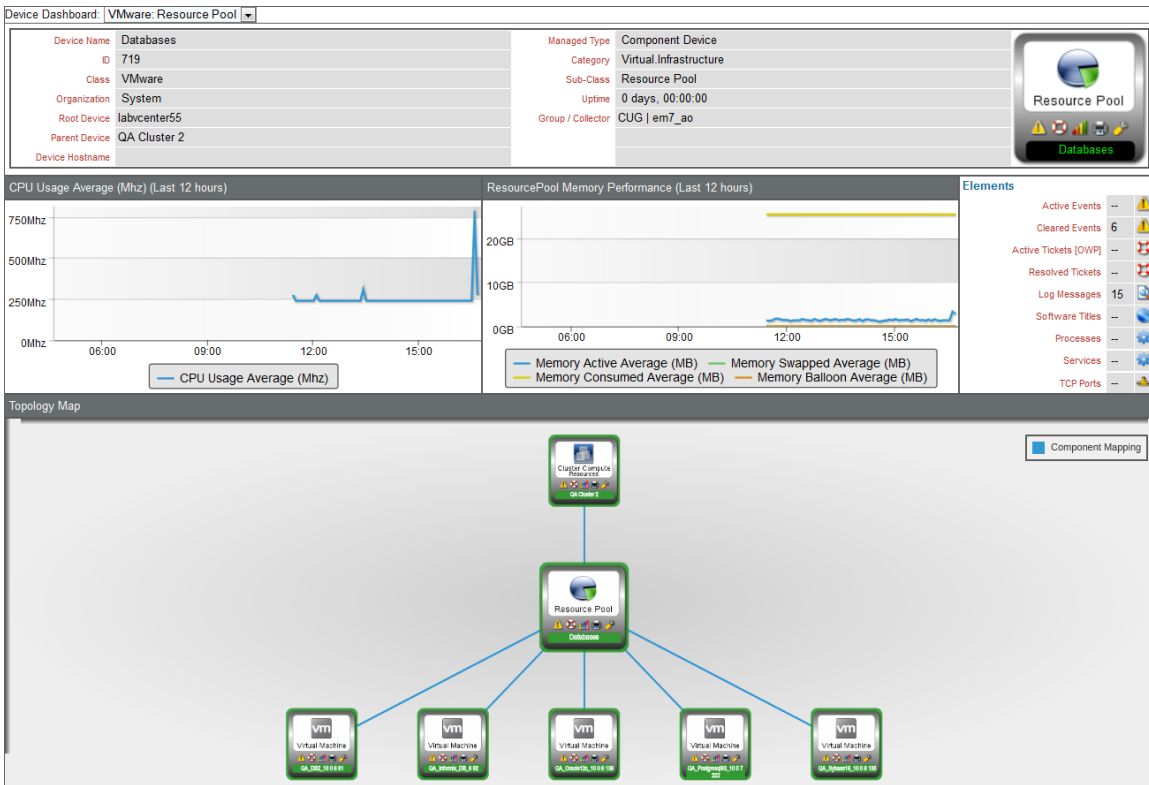 Device Dashboard: VMware: Resource Pool
Device Name Databases Managed Type Component Device
ID 719 Category Virtual.Infrastructure
Class VMware Sub-Class Resource Pool
Organization System Uptime 0 days, 00:00:00
Root Device labvcenter55 Group / Collector CUG | em7_ao
Parent Device QA Cluster 2
Device Hostname
Resource Pool
Databases
CPU Usage Average (Mhz) (Last 12 hours)
750Mhz
500Mhz
250Mhz
0Mhz
06:00 09:00 12:00 15:00
CPU Usage Average (Mhz)
ResourcePool Memory Performance (Last 12 hours)
20GB
10GB
0GB
06:00 09:00 12:00 15:00
Memory Active Average (MB) Memory Swapped Average (MB)
Memory Consumed Average (MB) Memory Balloon Average (MB)
Elements
Active Events --
Cleared Events 6
Active Tickets [OWP] --
Resolved Tickets --
Log Messages 15
Software Titles --
Processes --
Services --
TCP Ports --
Topology Map
Component Mapping
Cluster Compute
Resources
QA Cluster 2
Resource Pool
Databases
vm vm vm vm vm
Virtual Machine Virtual Machine Virtual Machine Virtual Machine Virtual Machine
222